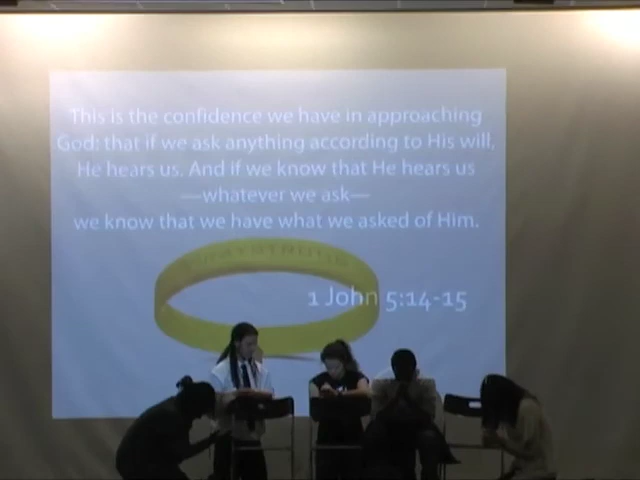 This is the confidence we have in approaching
God: that if we ask anything according to His will,
He hears us. And if we know that He hears us
—whatever we ask—
we know that we have what we asked of Him.
1 John 5:14-15